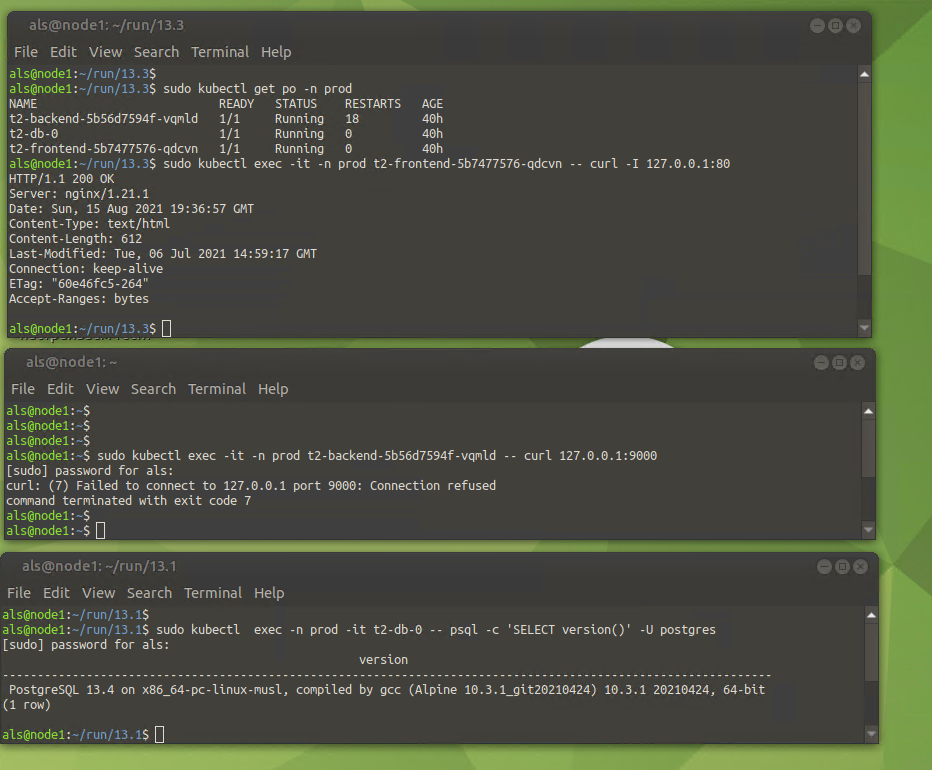 als@node1: ~/run/13.3
File Edit View Search Terminal Help
als@node1:~/run/13.3$
als@node1:~/run/13.3$ sudo kubectl get po -n prod
NAME READY STATUS RESTARTS AGE
t2-backend-5b56d7594f-vqmld 1/1 Running 18 40h
t2-db-0 1/1 Running 0 40h
t2-frontend-5b7477576-qdcvn 1/1 Running 0 40h
als@node1:~/run/13.3$ sudo kubectl exec -it -n prod t2-frontend-5b7477576-qdcvn -- curl -I 127.0.0.1:80
HTTP/1.1 200 OK
Server: nginx/1.21.1
Date: Sun, 15 Aug 2021 19:36:57 GMT
Content-Type: text/html
Content-Length: 612
Last-Modified: Tue, 06 Jul 2021 14:59:17 GMT
Connection: keep-alive
ETag: "60e46fc5-264"
Accept-Ranges: bytes
als@node1:~/run/13.3$
als@node1: ~
File Edit View Search Terminal Help
als@node1:~$
als@node1:~$
als@node1:~$
als@node1:~$ sudo kubectl exec -it -n prod t2-backend-5b56d7594f-vqmld -- curl 127.0.0.1:9000
[sudo] password for als:
curl: (7) Failed to connect to 127.0.0.1 port 9000: Connection refused
command terminated with exit code 7
als@node1:~$
als@node1:~$
als@node1: ~/run/13.1
File Edit View Search Terminal Help
als@node1:~/run/13.1$
als@node1:~/run/13.1$ sudo kubectl  exec -n prod -it t2-db-0 -- psql -c 'SELECT version()' -U postgres
[sudo] password for als:
version
--------------------------------------------------------------------------------------------------------------
PostgreSQL 13.4 on x86_64-pc-linux-musl, compiled by gcc (Alpine 10.3.1_git20210424) 10.3.1 20210424, 64-bit
(1 row)
als@node1:~/run/13.1$